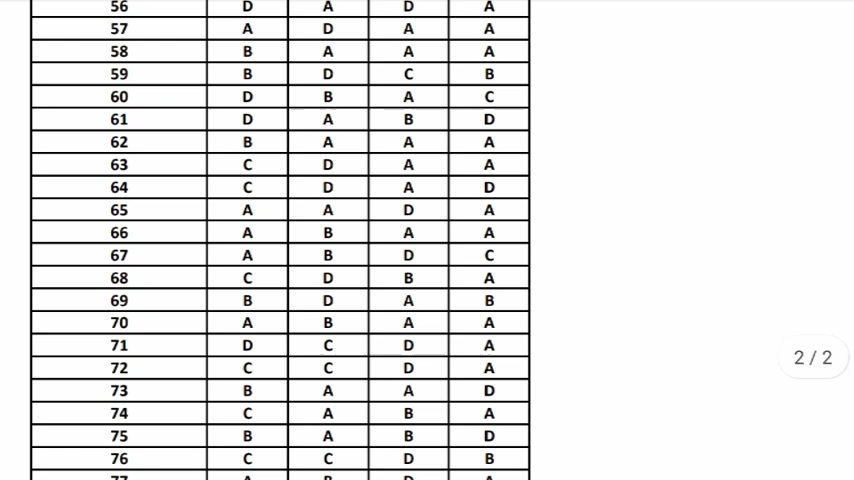 56 D A D A
57 A D A A
58 B A A A
59 B D C B
60 D B A C
61 D A B D
62 B A A A
63 C D A A
64 C D A D
65 A A D A
66 A B A A
67 A B D C
68 C D B A
69 B D A B
70 A B A A
71 D C D A
72 C C D A
73 B A A D
74 C A B A
75 B A B D
76 C C D B
77 A B D A
2 / 2